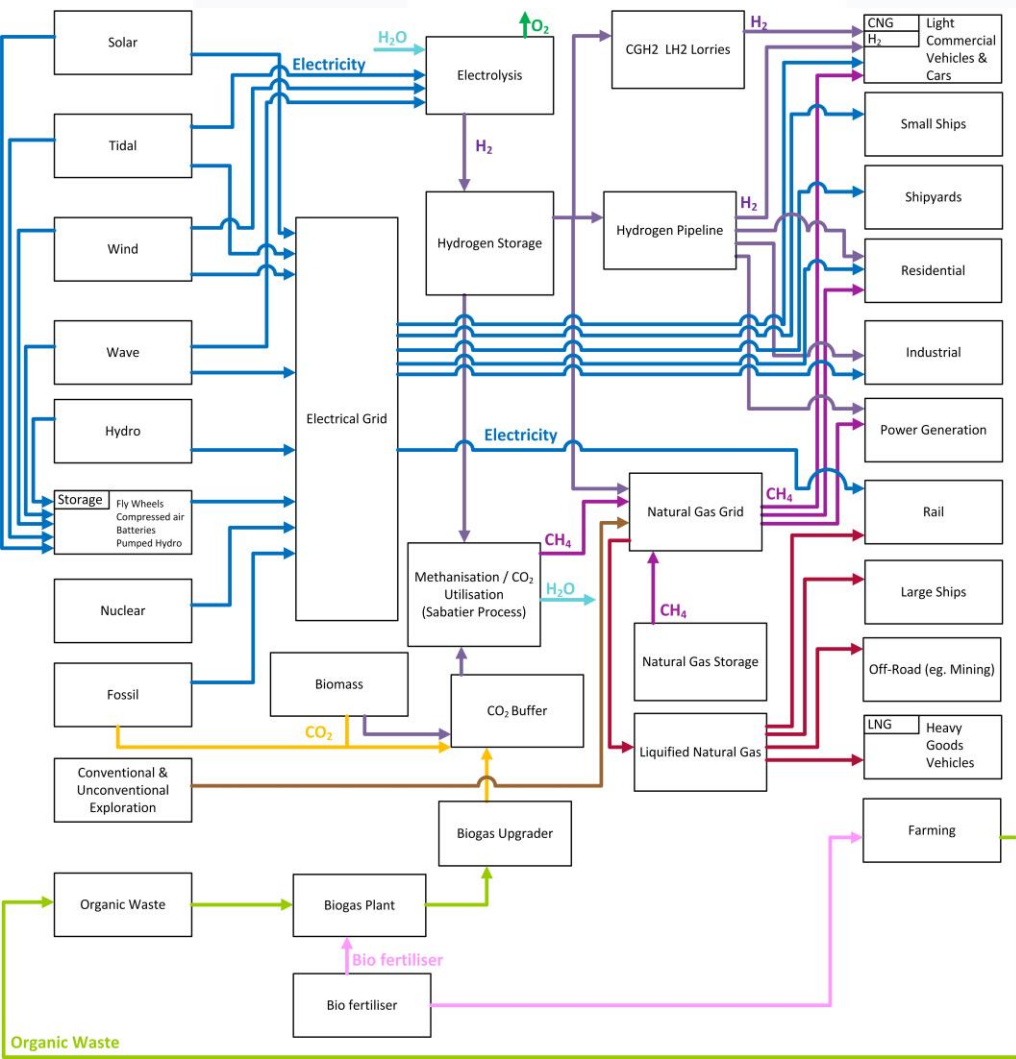 Solar
Electricity
H₂O
O₂
Electrolysis
CGH2 LH2 Lorries
H₂
CNG
H₂
Light
Commercial
Vehicles &
Cars
Tidal
H₂
Small Ships
Wind
Hydrogen Storage
Hydrogen Pipeline
H₂
Shipyards
Residential
Wave
Industrial
Hydro
Electrical Grid
Electricity
Power Generation
Storage
Fly Wheels
Compressed air
Batteries
Pumped Hydro
Natural Gas Grid
CH₄
Rail
Nuclear
Methanisation / CO₂
Utilisation
(Sabatier Process)
CH₄
H₂O
CH₄
Large Ships
Natural Gas Storage
Fossil
Biomass
CO₂
CO₂ Buffer
Off-Road (eg. Mining)
Liquified Natural Gas
LNG
Heavy
Goods
Vehicles
Conventional &
Unconventional
Exploration
Biogas Upgrader
Farming
Organic Waste
Biogas Plant
Bio fertiliser
Bio fertiliser
Organic Waste